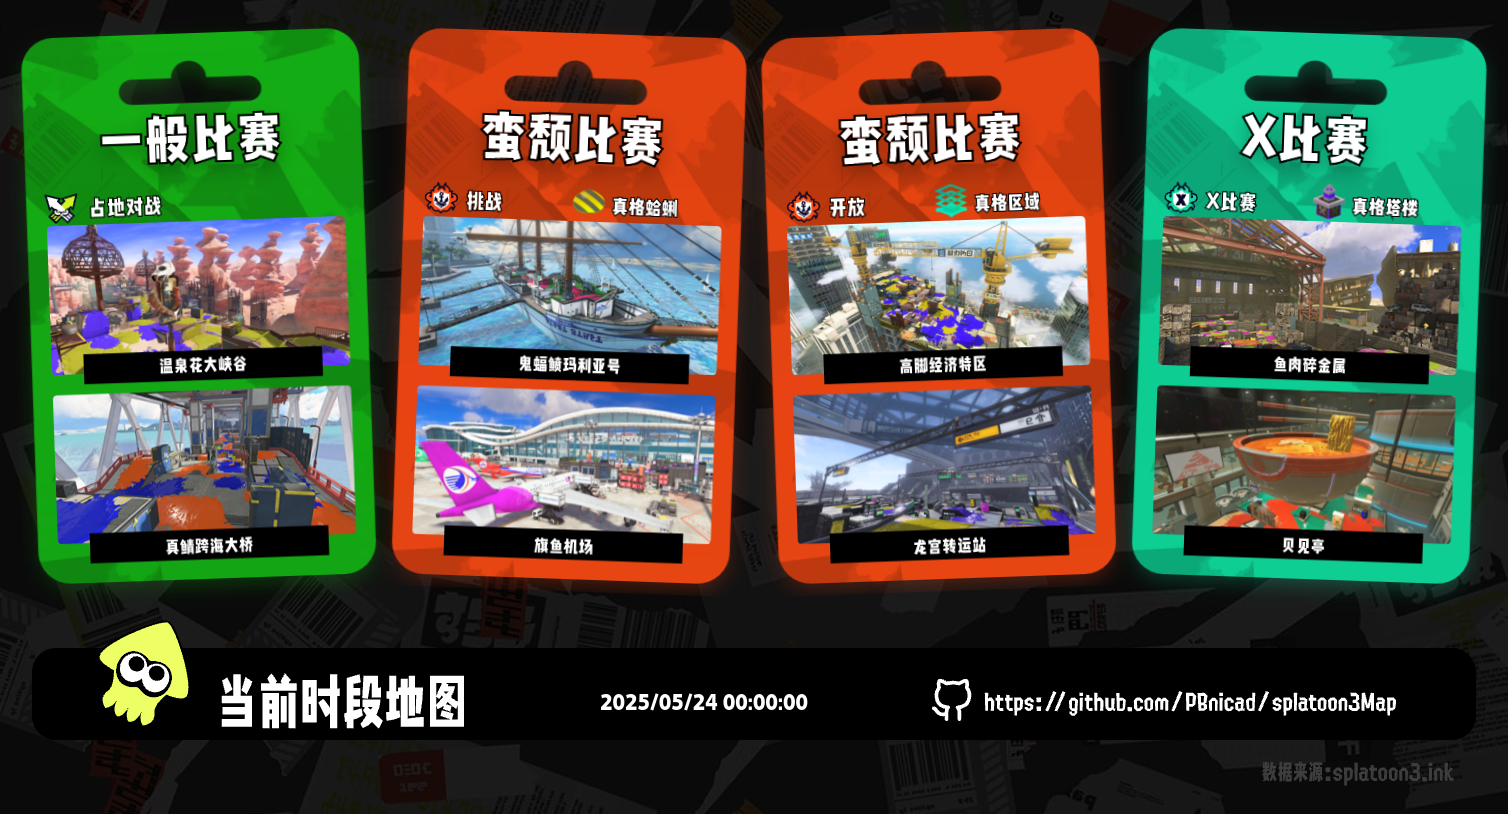 一般比赛
占地对战
温泉花大峡谷
真鲭跨海大桥
蛮颓比赛
挑战
真格蛤蜊
鬼蝠鲼玛利亚号
旗鱼机场
蛮颓比赛
开放
真格区域
高脚经济特区
龙宫转运站
X比赛
X比赛
真格塔楼
鱼肉碎金属
贝见亭
当前时段地图
2025/05/24 00:00:00
https://github.com/PBnicad/splatoon3Map
数据来源:splatoon3.ink